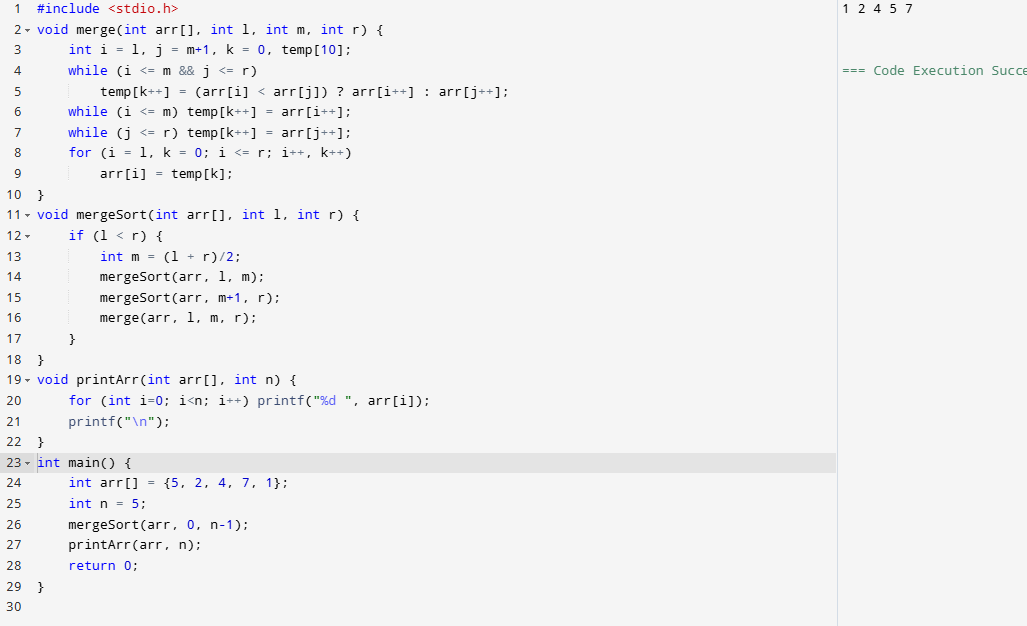 1 #include <stdio.h>
2 void merge(int arr[], int l, int m, int r) {
3     int i = l, j = m+1, k = 0, temp[10];
4     while (i <= m && j <= r)
5         temp[k++] = (arr[i] < arr[j]) ? arr[i++] : arr[j++];
6     while (i <= m) temp[k++] = arr[i++];
7     while (j <= r) temp[k++] = arr[j++];
8     for (i = l, k = 0; i <= r; i++, k++)
9         arr[i] = temp[k];
10 }
11 void mergeSort(int arr[], int l, int r) {
12     if (l < r) {
13         int m = (l + r)/2;
14         mergeSort(arr, l, m);
15         mergeSort(arr, m+1, r);
16         merge(arr, l, m, r);
17     }
18 }
19 void printArr(int arr[], int n) {
20     for (int i=0; i<n; i++) printf("%d ", arr[i]);
21     printf("\n");
22 }
23 int main() {
24     int arr[] = {5, 2, 4, 7, 1};
25     int n = 5;
26     mergeSort(arr, 0, n-1);
27     printArr(arr, n);
28     return 0;
29 }
30
1 2 4 5 7
=== Code Execution Succe